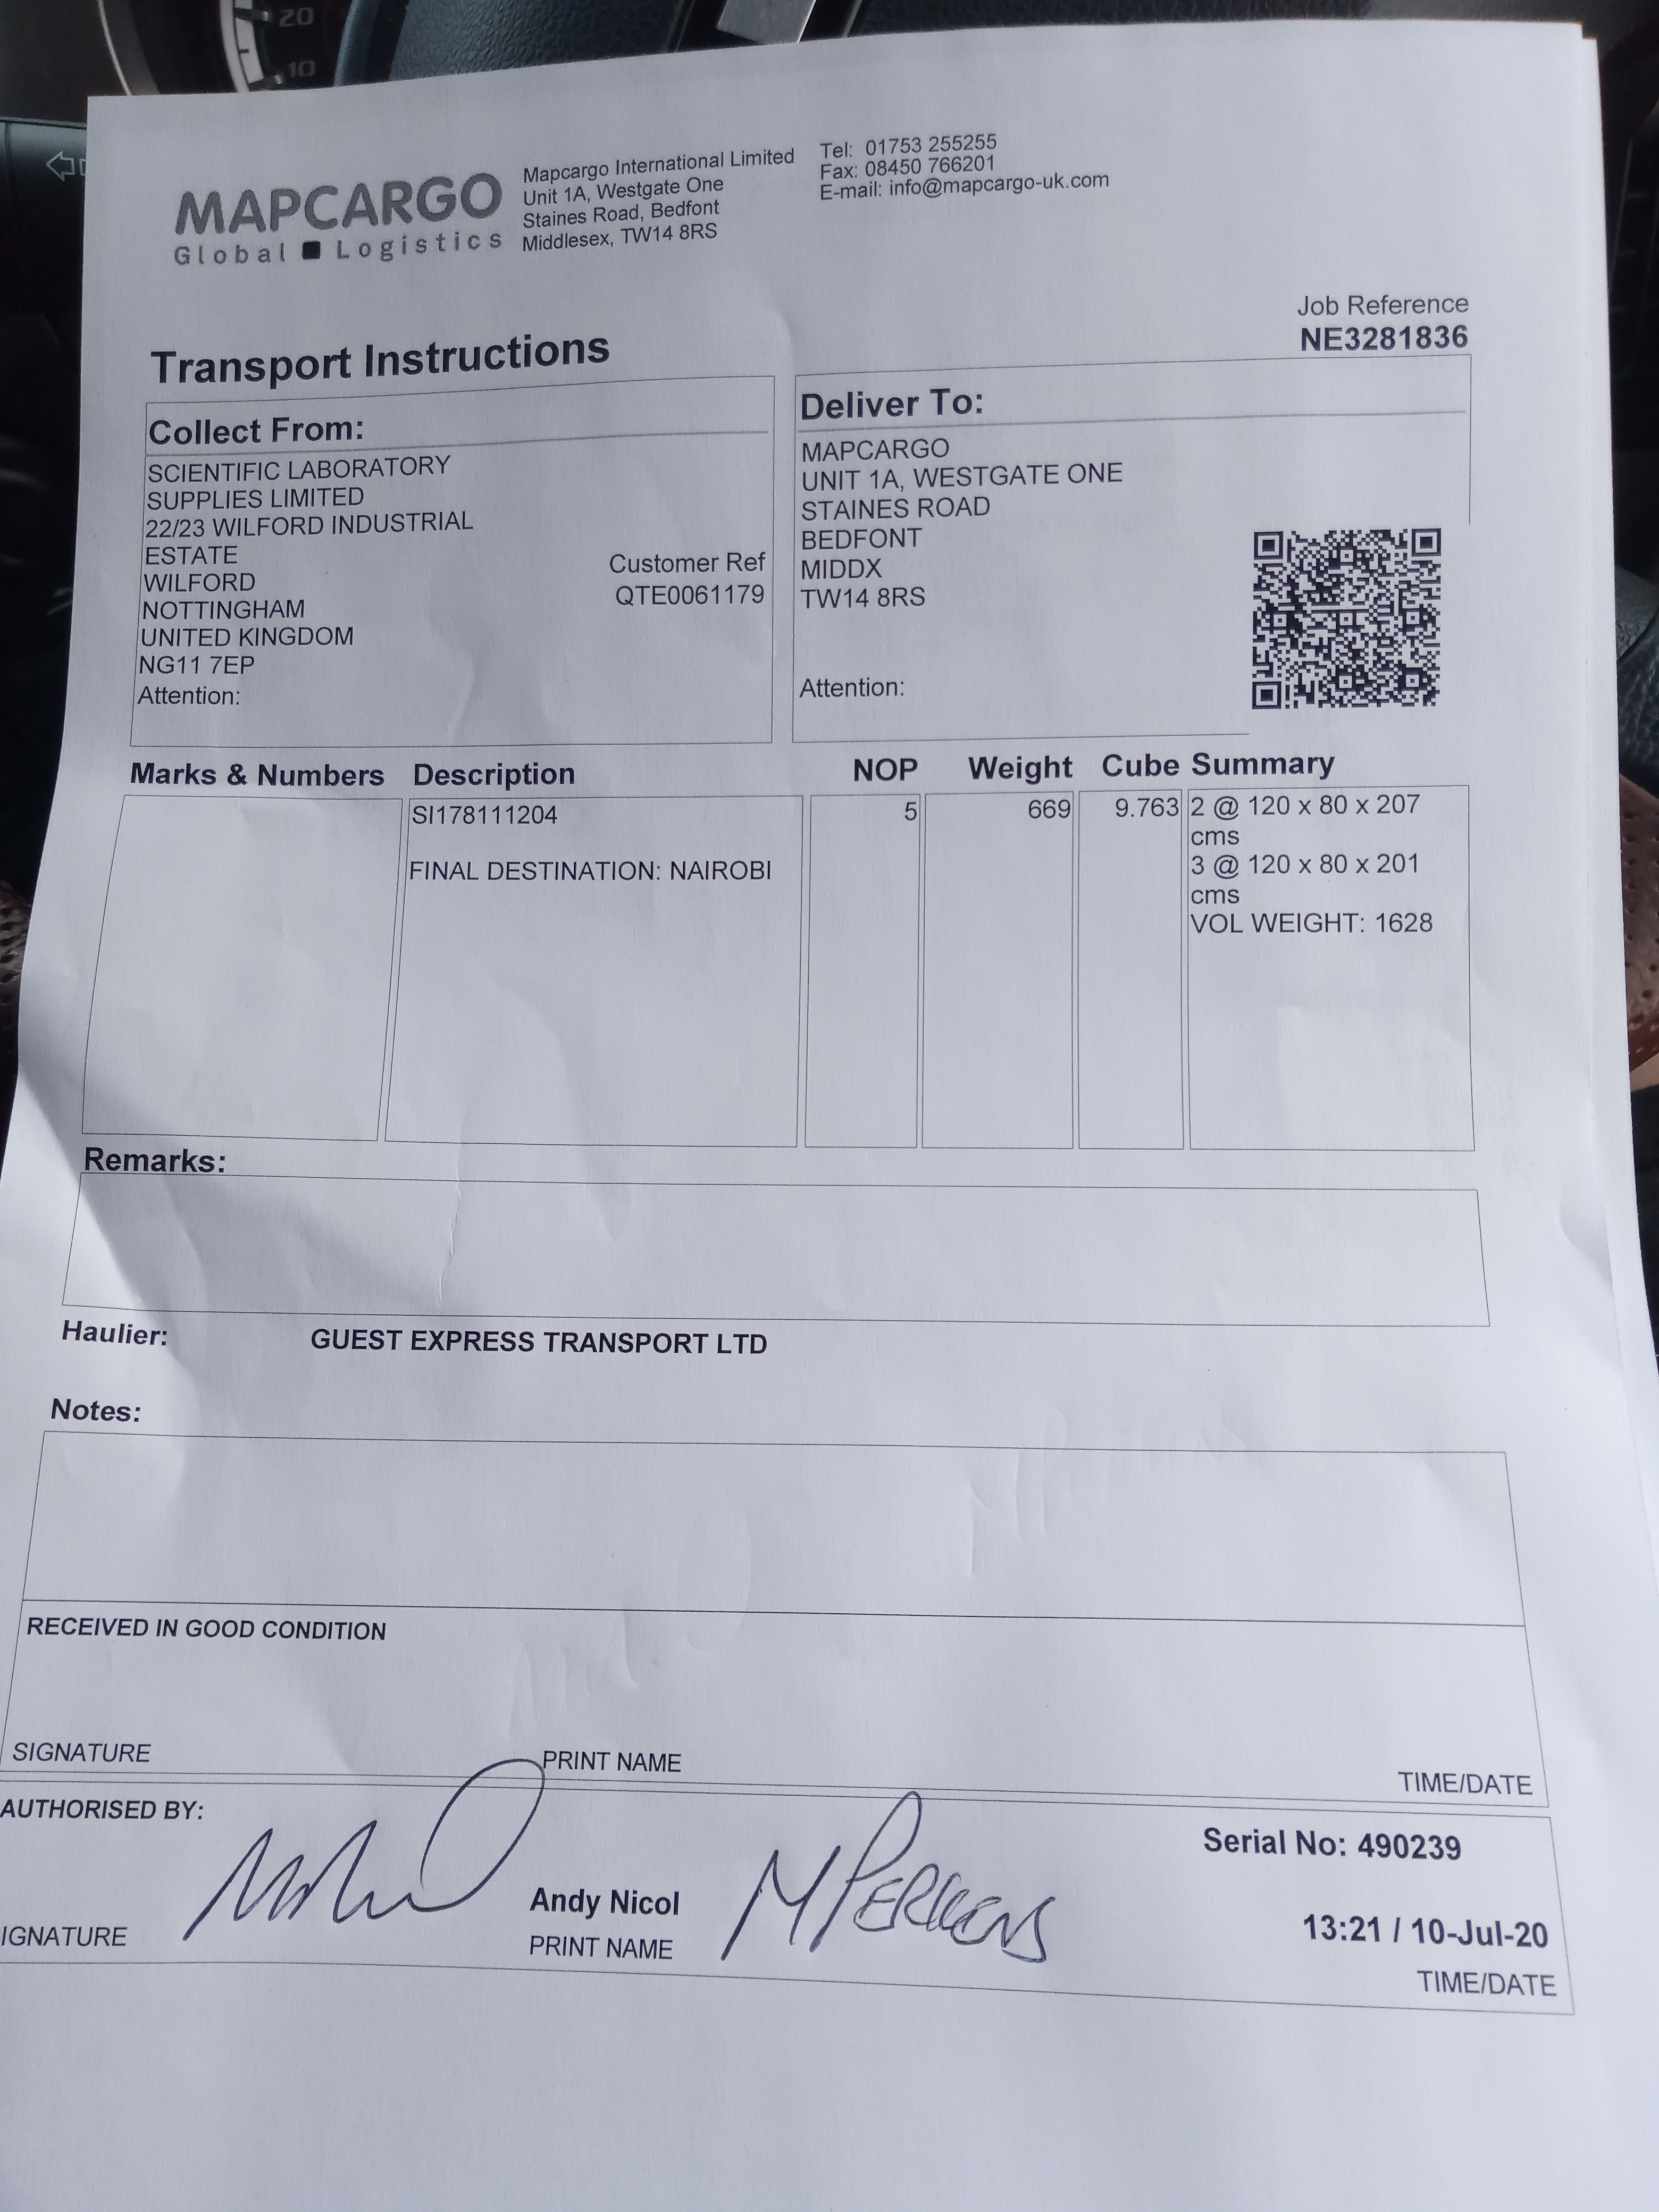 20
10
MAPCARGO
Global Logistics
Mapcargo International Limited
Unit 1A, Westgate One
Staines Road, Bedfont
Middlesex, TW14 8RS
Tel: 01753 255255
Fax: 08450 766201
E-mail: info@mapcargo-uk.com
Job Reference
NE3281836
Transport Instructions
Collect From:
SCIENTIFIC LABORATORY
SUPPLIES LIMITED
22/23 WILFORD INDUSTRIAL
ESTATE
WILFORD
NOTTINGHAM
UNITED KINGDOM
NG11 7EP
Attention:
Customer Ref
QTE0061179
Deliver To:
MAPCARGO
UNIT 1A, WESTGATE ONE
STAINES ROAD
BEDFONT
MIDDX
TW14 8RS
Attention:
Marks & Numbers Description NOP Weight Cube Summary
SI178111204 5 669 9.763 2 @ 120 x 80 x 207
cms
FINAL DESTINATION: NAIROBI 3 @ 120 x 80 x 201
cms
VOL WEIGHT: 1628
Remarks:
Haulier: GUEST EXPRESS TRANSPORT LTD
Notes:
RECEIVED IN GOOD CONDITION
SIGNATURE PRINT NAME TIME/DATE
AUTHORISED BY:
Serial No: 490239
Andy Nicol M PERKENS 13:21 / 10-Jul-20
IGNATURE PRINT NAME TIME/DATE